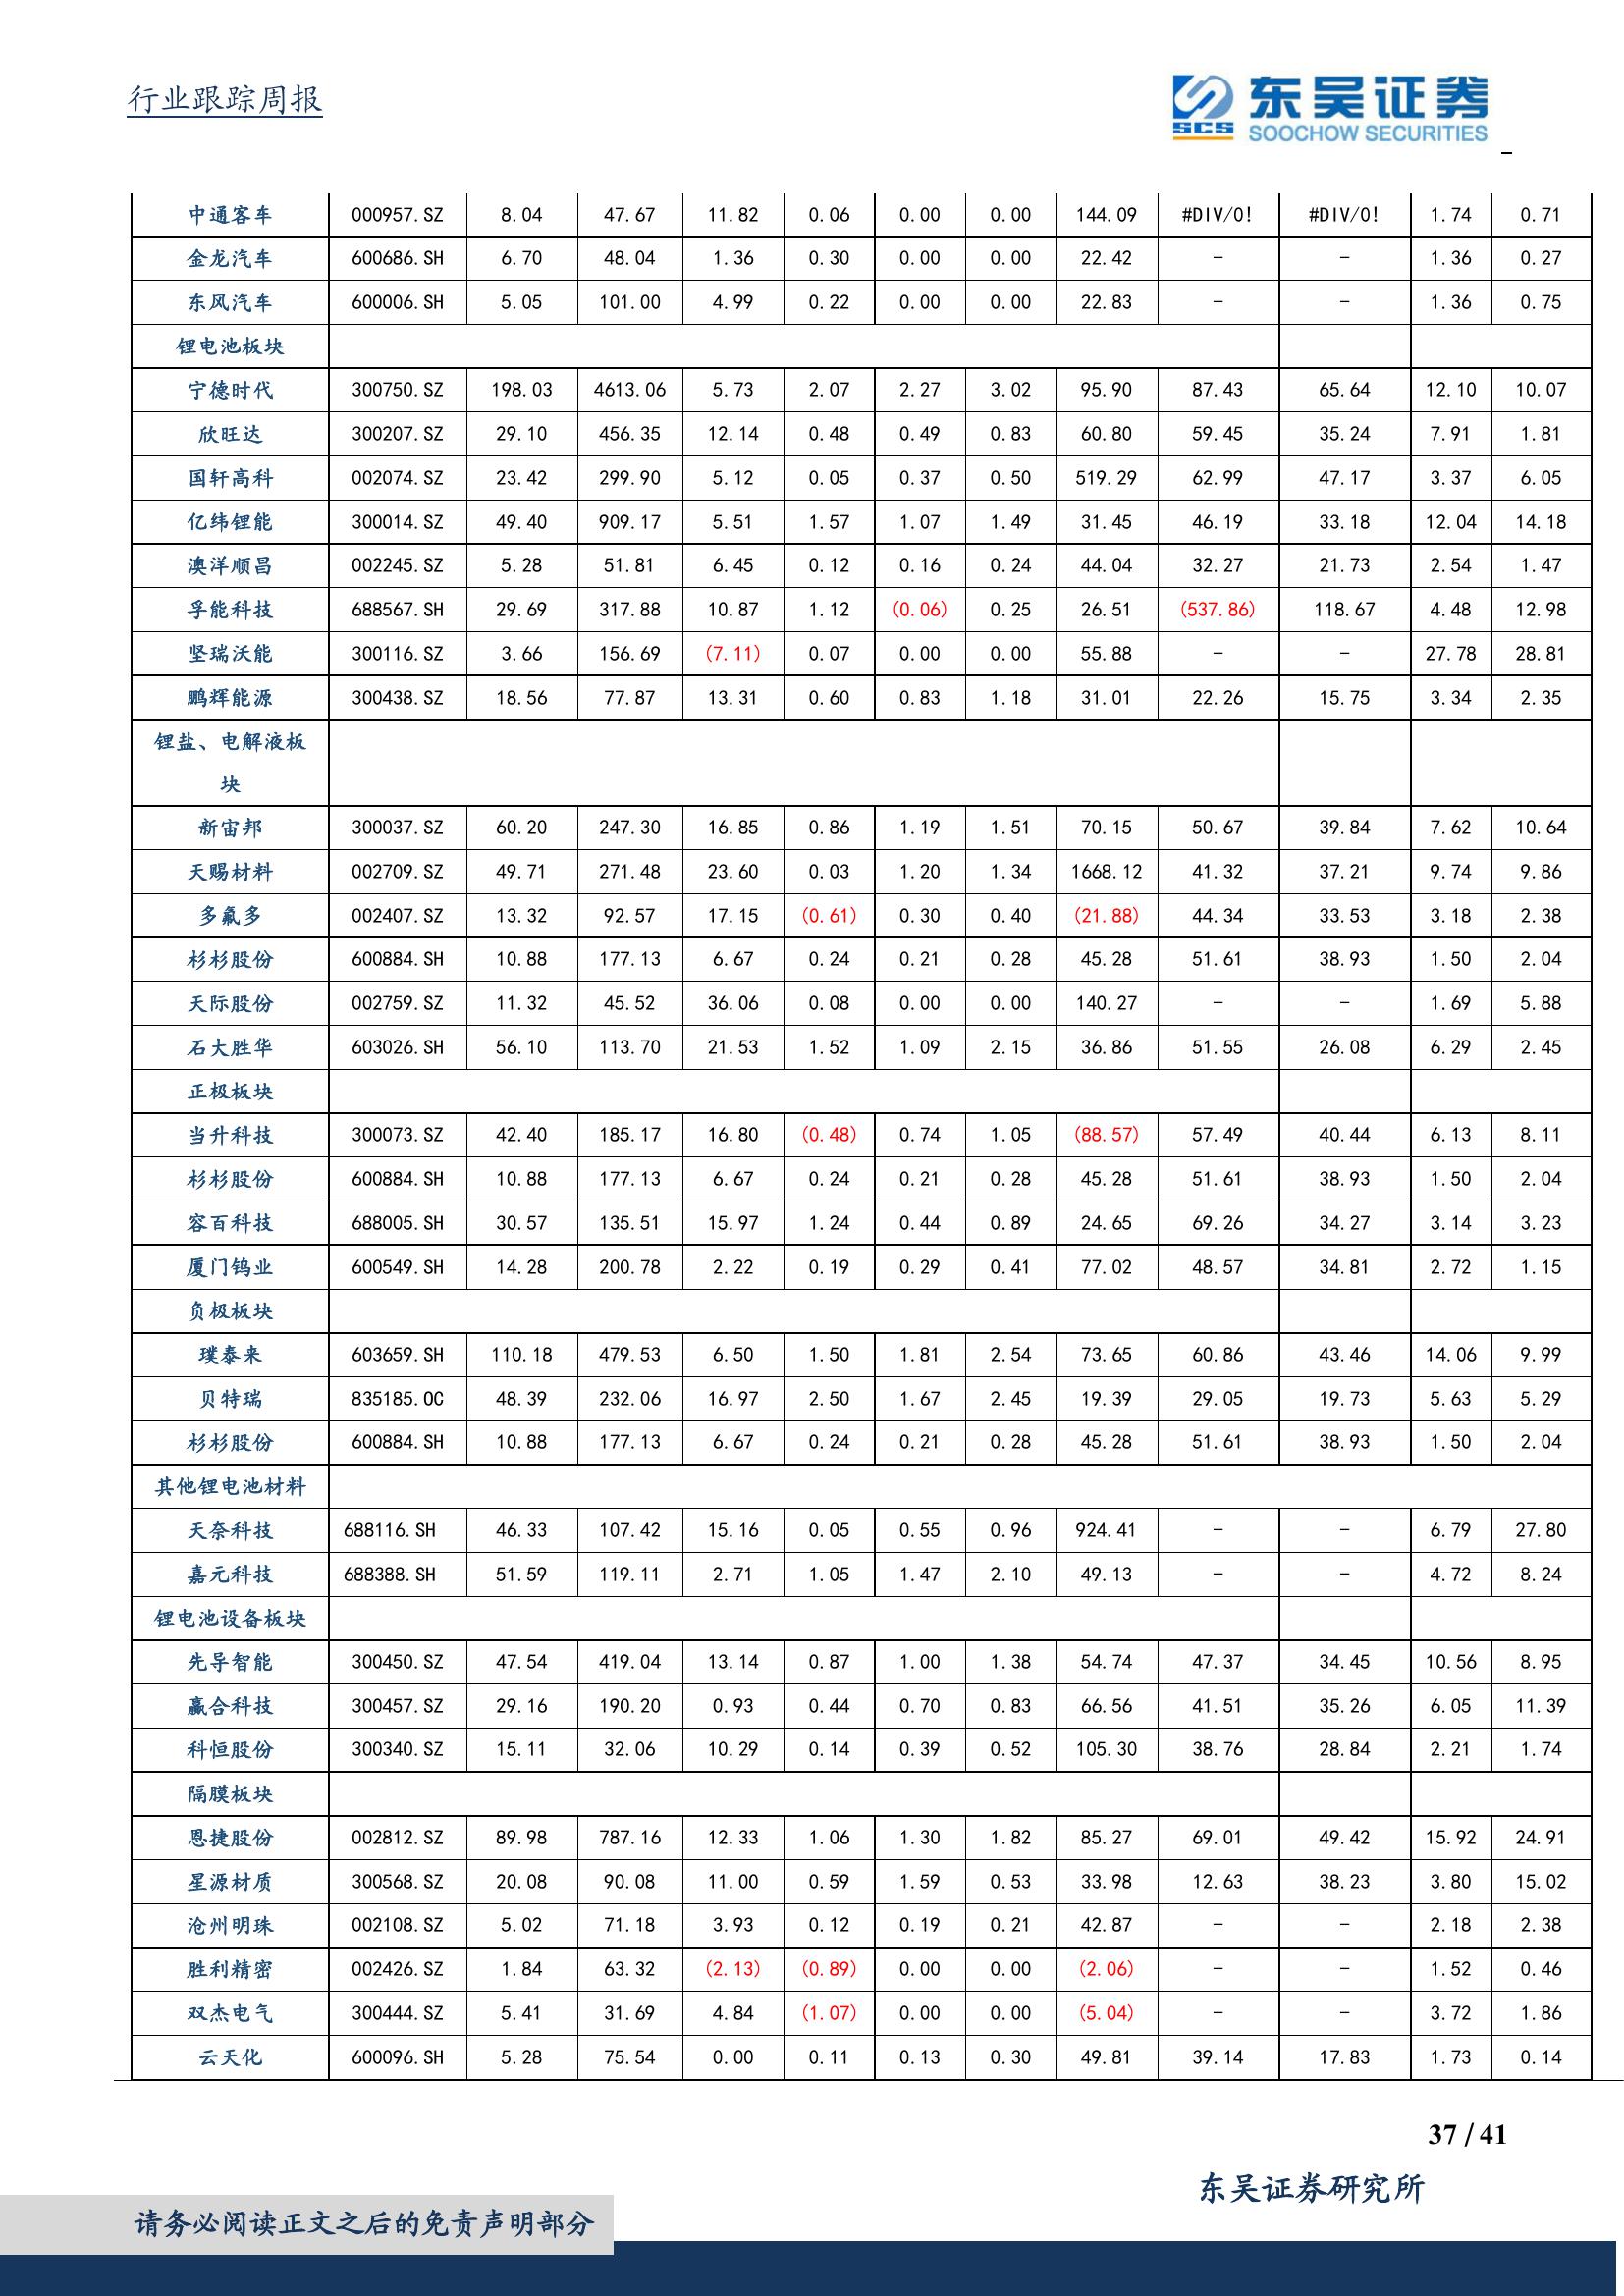 行业跟踪周报
东吴证券
SCS SOOCHOW SECURITIES
中通客车 000957.SZ 8.04 47.67 11.82 0.06 0.00 0.00 144.09 #DIV/0! #DIV/0! 1.74 0.71
金龙汽车 600686.SH 6.70 48.04 1.36 0.30 0.00 0.00 22.42 - - 1.36 0.27
东风汽车 600006.SH 5.05 101.00 4.99 0.22 0.00 0.00 22.83 - - 1.36 0.75
锂电池板块
宁德时代 300750.SZ 198.03 4613.06 5.73 2.07 2.27 3.02 95.90 87.43 65.64 12.10 10.07
欣旺达 300207.SZ 29.10 456.35 12.14 0.48 0.49 0.83 60.80 59.45 35.24 7.91 1.81
国轩高科 002074.SZ 23.42 299.90 5.12 0.05 0.37 0.50 519.29 62.99 47.17 3.37 6.05
亿纬锂能 300014.SZ 49.40 909.17 5.51 1.57 1.07 1.49 31.45 46.19 33.18 12.04 14.18
澳洋顺昌 002245.SZ 5.28 51.81 6.45 0.12 0.16 0.24 44.04 32.27 21.73 2.54 1.47
孚能科技 688567.SH 29.69 317.88 10.87 1.12 (0.06) 0.25 26.51 (537.86) 118.67 4.48 12.98
坚瑞沃能 300116.SZ 3.66 156.69 (7.11) 0.07 0.00 0.00 55.88 - - 27.78 28.81
鹏辉能源 300438.SZ 18.56 77.87 13.31 0.60 0.83 1.18 31.01 22.26 15.75 3.34 2.35
锂盐、电解液板
块
新宙邦 300037.SZ 60.20 247.30 16.85 0.86 1.19 1.51 70.15 50.67 39.84 7.62 10.64
天赐材料 002709.SZ 49.71 271.48 23.60 0.03 1.20 1.34 1668.12 41.32 37.21 9.74 9.86
多氟多 002407.SZ 13.32 92.57 17.15 (0.61) 0.30 0.40 (21.88) 44.34 33.53 3.18 2.38
杉杉股份 600884.SH 10.88 177.13 6.67 0.24 0.21 0.28 45.28 51.61 38.93 1.50 2.04
天际股份 002759.SZ 11.32 45.52 36.06 0.08 0.00 0.00 140.27 - - 1.69 5.88
石大胜华 603026.SH 56.10 113.70 21.53 1.52 1.09 2.15 36.86 51.55 26.08 6.29 2.45
正极板块
当升科技 300073.SZ 42.40 185.17 16.80 (0.48) 0.74 1.05 (88.57) 57.49 40.44 6.13 8.11
杉杉股份 600884.SH 10.88 177.13 6.67 0.24 0.21 0.28 45.28 51.61 38.93 1.50 2.04
容百科技 688005.SH 30.57 135.51 15.97 1.24 0.44 0.89 24.65 69.26 34.27 3.14 3.23
厦门钨业 600549.SH 14.28 200.78 2.22 0.19 0.29 0.41 77.02 48.57 34.81 2.72 1.15
负极板块
璞泰来 603659.SH 110.18 479.53 6.50 1.50 1.81 2.54 73.65 60.86 43.46 14.06 9.99
贝特瑞 835185.OC 48.39 232.06 16.97 2.50 1.67 2.45 19.39 29.05 19.73 5.63 5.29
杉杉股份 600884.SH 10.88 177.13 6.67 0.24 0.21 0.28 45.28 51.61 38.93 1.50 2.04
其他锂电池材料
天奈科技 688116.SH 46.33 107.42 15.16 0.05 0.55 0.96 924.41 - - 6.79 27.80
嘉元科技 688388.SH 51.59 119.11 2.71 1.05 1.47 2.10 49.13 - - 4.72 8.24
锂电池设备板块
先导智能 300450.SZ 47.54 419.04 13.14 0.87 1.00 1.38 54.74 47.37 34.45 10.56 8.95
赢合科技 300457.SZ 29.16 190.20 0.93 0.44 0.70 0.83 66.56 41.51 35.26 6.05 11.39
科恒股份 300340.SZ 15.11 32.06 10.29 0.14 0.39 0.52 105.30 38.76 28.84 2.21 1.74
隔膜板块
恩捷股份 002812.SZ 89.98 787.16 12.33 1.06 1.30 1.82 85.27 69.01 49.42 15.92 24.91
星源材质 300568.SZ 20.08 90.08 11.00 0.59 1.59 0.53 33.98 12.63 38.23 3.80 15.02
沧州明珠 002108.SZ 5.02 71.18 3.93 0.12 0.19 0.21 42.87 - - 2.18 2.38
胜利精密 002426.SZ 1.84 63.32 (2.13) (0.89) 0.00 0.00 (2.06) - - 1.52 0.46
双杰电气 300444.SZ 5.41 31.69 4.84 (1.07) 0.00 0.00 (5.04) - - 3.72 1.86
云天化 600096.SH 5.28 75.54 0.00 0.11 0.13 0.30 49.81 39.14 17.83 1.73 0.14
37 / 41
东吴证券研究所
请务必阅读正文之后的免责声明部分